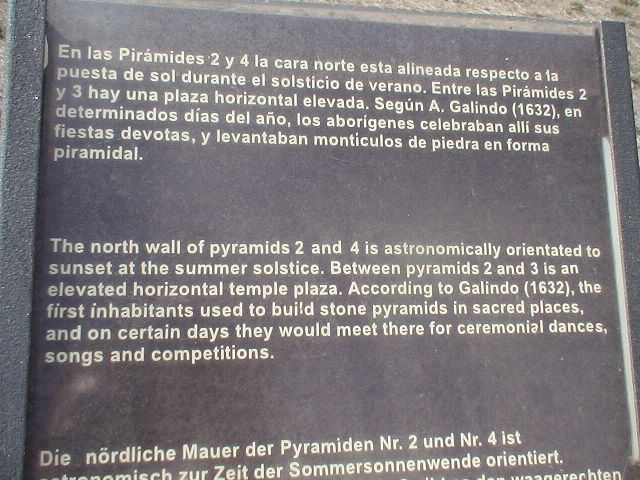 En las Pirámides 2 y 4 la cara norte esta alineada respecto a la
puesta de sol durante el solsticio de verano. Entre las Pirámides 2
y 3 hay una plaza horizontal elevada. Según A. Galindo (1632), en
determinados días del año, los aborígenes celebraban allí sus
fiestas devotas, y levantaban montículos de piedra en forma
piramidal.
The north wall of pyramids 2 and 4 is astronomically orientated to
sunset at the summer solstice. Between pyramids 2 and 3 is an
elevated horizontal temple plaza. According to Galindo (1632), the
first inhabitants used to build stone pyramids in sacred places,
and on certain days they would meet there for ceremonial dances,
songs and competitions.
Die nördliche Mauer der Pyramiden Nr. 2 und Nr. 4 ist
astronomisch zur Zeit der Sommersonnenwende orientiert.
den waagerechten